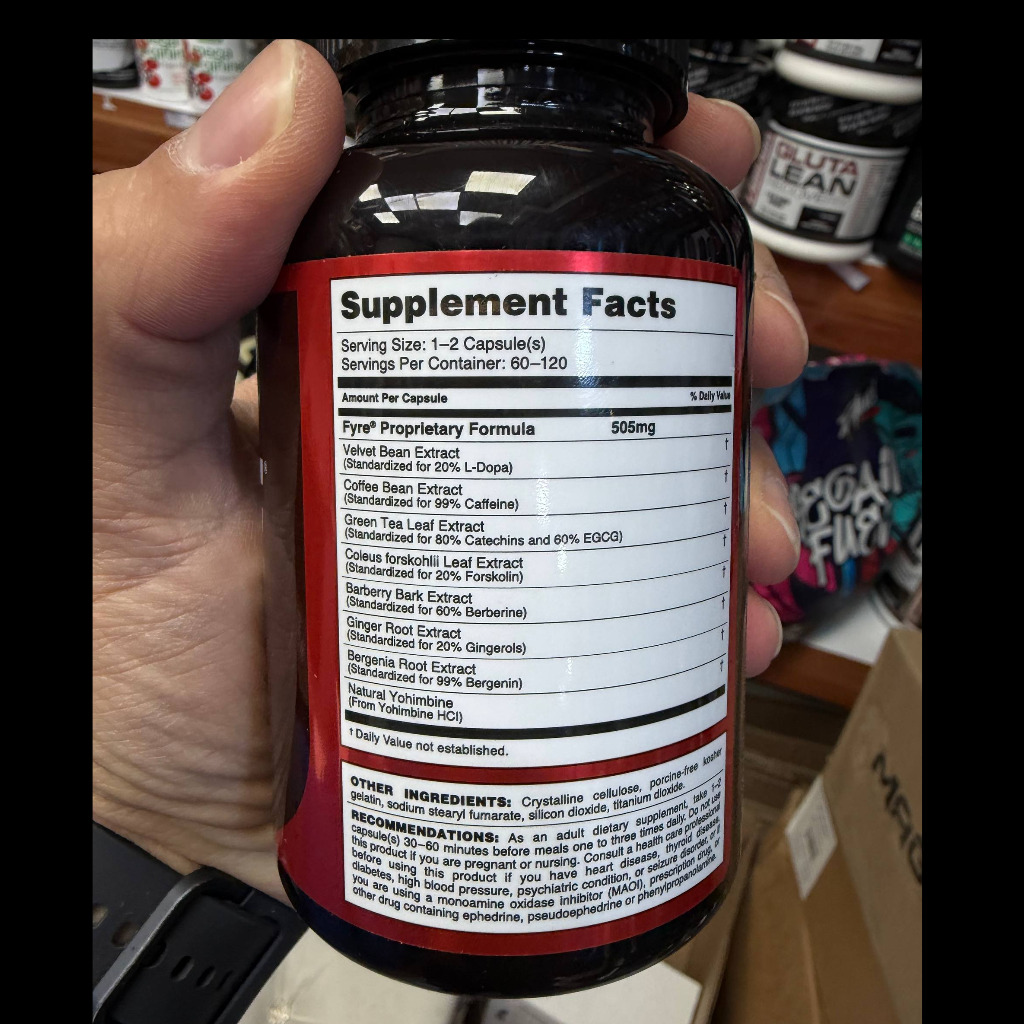 GLUTA
LEAN
Supplement Facts
Serving Size: 1–2 Capsule(s)
Servings Per Container: 60–120
Amount Per Capsule % Daily Value
Fyre® Proprietary Formula 505mg
Velvet Bean Extract †
(Standardized for 20% L-Dopa)
Coffee Bean Extract †
(Standardized for 99% Caffeine)
Green Tea Leaf Extract †
(Standardized for 80% Catechins and 60% EGCG)
Coleus forskohlii Leaf Extract †
(Standardized for 20% Forskolin)
Barberry Bark Extract †
(Standardized for 60% Berberine)
Ginger Root Extract †
(Standardized for 20% Gingerols)
Bergenia Root Extract †
(Standardized for 99% Bergenin)
Natural Yohimbine
(From Yohimbine HCl)
† Daily Value not established.
OTHER INGREDIENTS: Crystalline cellulose, porcine-free kosher
gelatin, sodium stearyl fumarate, silicon dioxide, titanium dioxide.
RECOMMENDATIONS: As an adult dietary supplement, take 1–2
capsule(s) 30–60 minutes before meals one to three times daily. Do not use
this product if you are pregnant or nursing. Consult a health care professional
before using this product if you have heart disease, thyroid disease,
diabetes, high blood pressure, psychiatric condition, or seizure disorder, or if
you are using a monoamine oxidase inhibitor (MAOI), prescription drug, or
other drug containing ephedrine, pseudoephedrine or phenylpropanolamine.